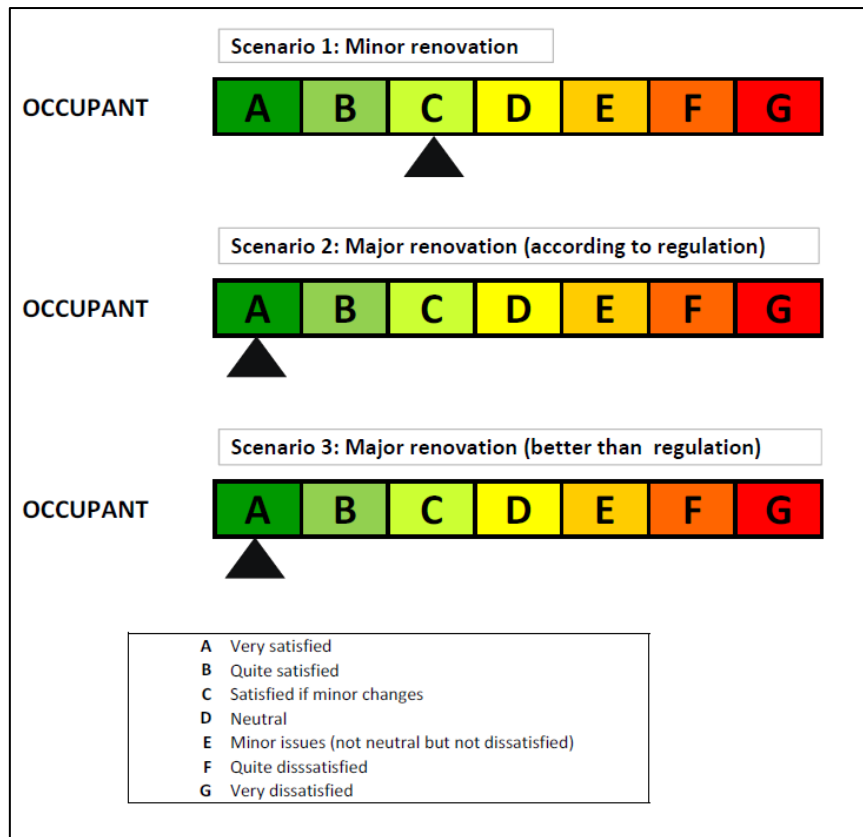 Scenario 1: Minor renovation
OCCUPANT A B C D E F G
Scenario 2: Major renovation (according to regulation)
OCCUPANT A B C D E F G
Scenario 3: Major renovation (better than regulation)
OCCUPANT A B C D E F G
A Very satisfied
B Quite satisfied
C Satisfied if minor changes
D Neutral
E Minor issues (not neutral but not dissatisfied)
F Quite disssatisfied
G Very dissatisfied